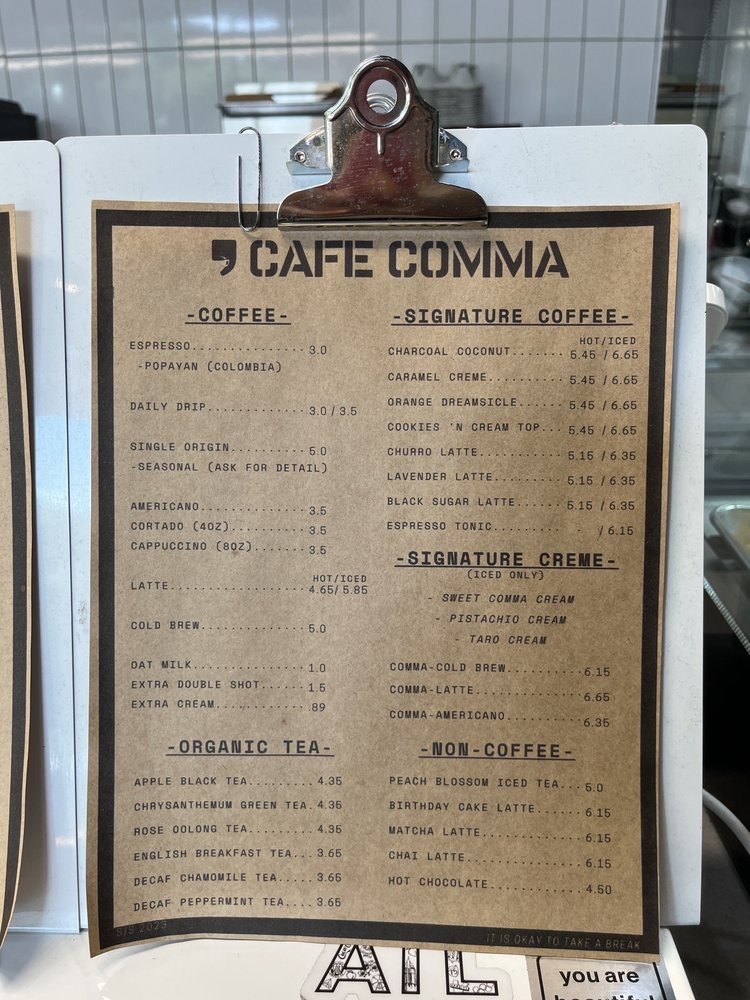 CAFE COMMA
-COFFEE-
ESPRESSO............... 3.0
-POPAYAN (COLOMBIA)
DAILY DRIP............. 3.0 / 3.5
SINGLE ORIGIN.......... 5.0
-SEASONAL (ASK FOR DETAIL)
AMERICANO.............. 3.5
CORTADO (4OZ).......... 3.5
CAPPUCCINO (8OZ)....... 3.5
HOT/ICED
LATTE.................. 4.65/ 5.85
COLD BREW.............. 5.0
OAT MILK............... 1.0
EXTRA DOUBLE SHOT...... 1.5
EXTRA CREAM............ .89
-ORGANIC TEA-
APPLE BLACK TEA......... 4.35
CHRYSANTHEMUM GREEN TEA. 4.35
ROSE OOLONG TEA......... 4.35
ENGLISH BREAKFAST TEA... 3.65
DECAF CHAMOMILE TEA..... 3.65
DECAF PEPPERMINT TEA.... 3.65
S/S 2023
-SIGNATURE COFFEE-
HOT/ICED
CHARCOAL COCONUT....... 5.45 / 6.65
CARAMEL CREME.......... 5.45 / 6.65
ORANGE DREAMSICLE...... 5.45 / 6.65
COOKIES 'N CREAM TOP... 5.45 / 6.65
CHURRO LATTE........... 5.15 / 6.35
LAVENDER LATTE......... 5.15 / 6.35
BLACK SUGAR LATTE...... 5.15 / 6.35
ESPRESSO TONIC......... - / 6.15
-SIGNATURE CREME-
(ICED ONLY)
- SWEET COMMA CREAM
- PISTACHIO CREAM
- TARO CREAM
COMMA-COLD BREW.......... 6.15
COMMA-LATTE.............. 6.65
COMMA-AMERICANO.......... 6.35
-NON-COFFEE-
PEACH BLOSSOM ICED TEA... 5.0
BIRTHDAY CAKE LATTE...... 6.15
MATCHA LATTE............. 6.15
CHAI LATTE............... 6.15
HOT CHOCOLATE............ 4.50
IT IS OKAY TO TAKE A BREAK
ATL
you are
beautiful